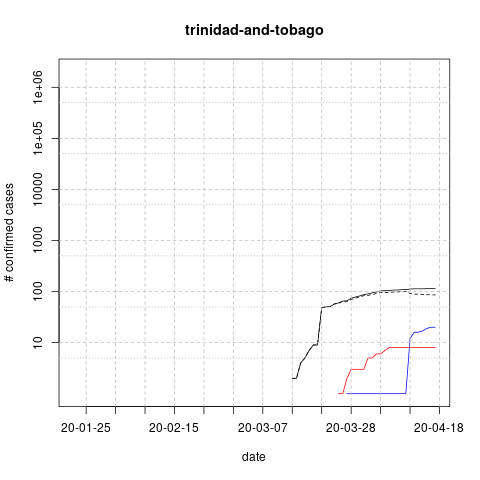 trinidad-and-tobago
# confirmed cases
1e+06
1e+05
10000
1000
100
10
20-01-25 20-02-15 20-03-07 20-03-28 20-04-18
date